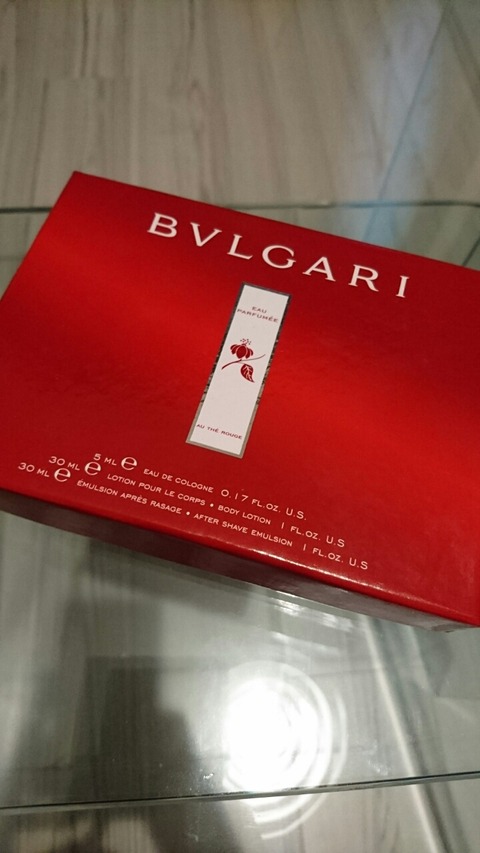 BVLGARI
EAU
PARFUMÉE
AU THÉ ROUGE
5 ML ℮ EAU DE COLOGNE 0.17 FL.OZ. U.S.
30 ML ℮ LOTION POUR LE CORPS • BODY LOTION 1 FL.OZ. U.S
30 ML ℮ ÉMULSION APRÈS RASAGE • AFTER SHAVE EMULSION 1 FL.OZ. U.S